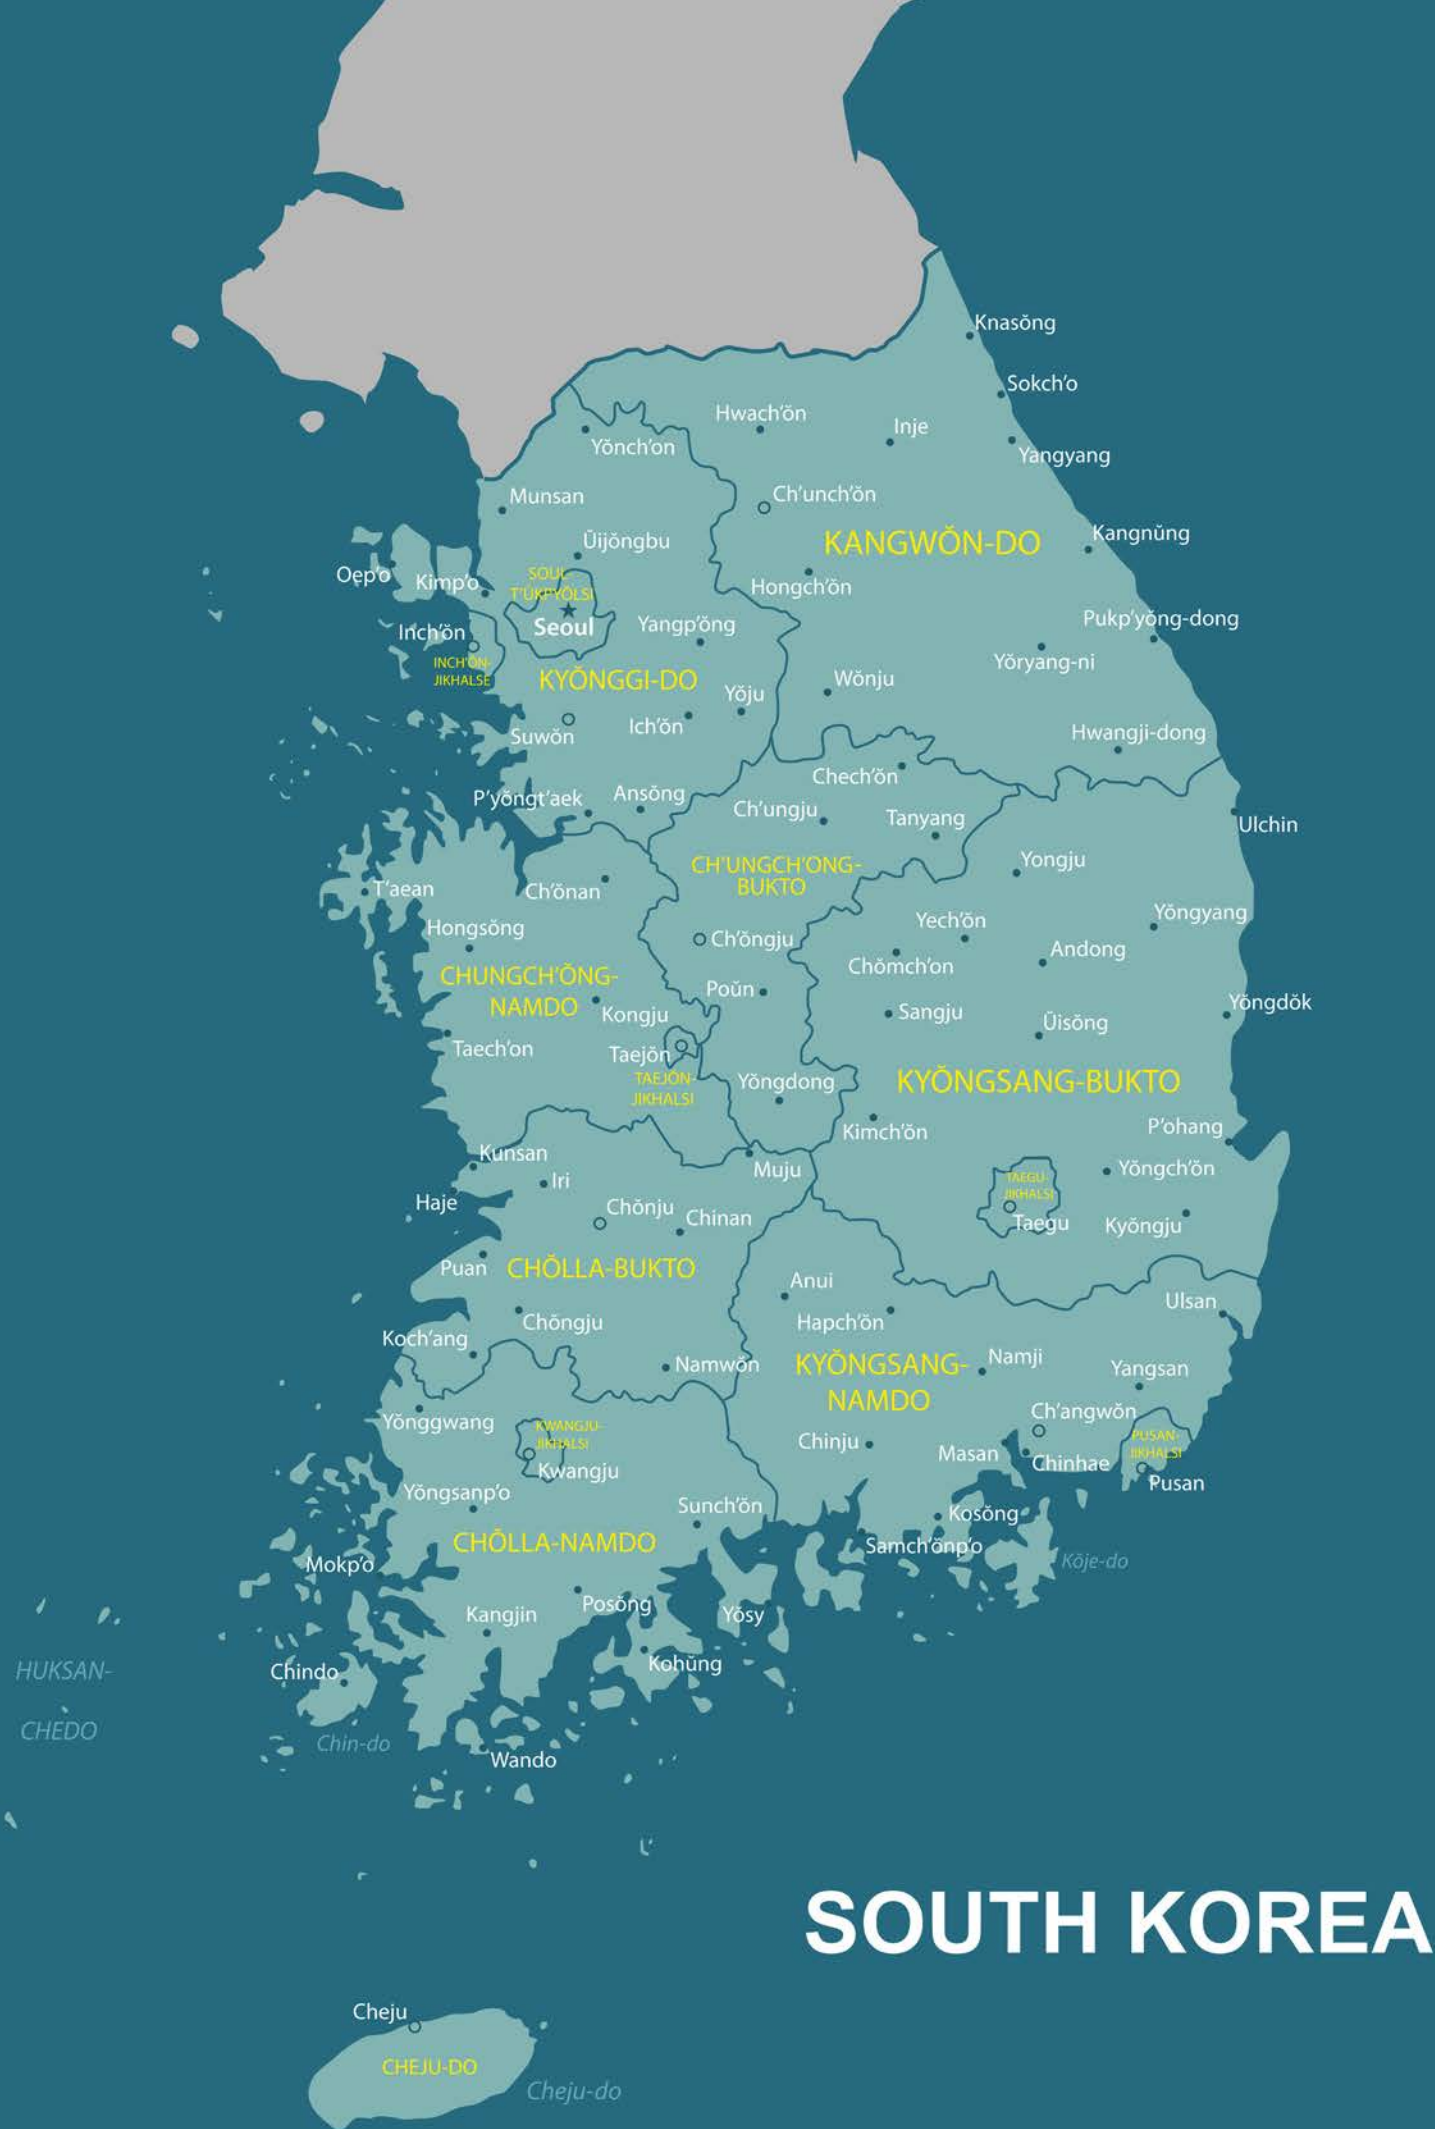 Knasŏng
Sokch'o
Hwach'ŏn
Inje
Yŏnch'on
Yangyang
Munsan
Ch'unch'ŏn
Kangnŭng
Ŭijŏngbu
KANGWŎN-DO
Oep'o
Kimp'o
SOUL-
T'ŬKPYŎLSI
Hongch'ŏn
Pukp'yŏng-dong
Inch'ŏn
Seoul
Yangp'ŏng
INCH'ŎN-
JIKHALSE
Yŏryang-ni
KYŎNGGI-DO
Yŏju
Wŏnju
Ich'ŏn
Suwŏn
Hwangji-dong
Chech'ŏn
P'yŏngt'aek
Ansŏng
Ch'ungju
Tanyang
Ulchin
CH'UNGCH'ONG-
BUKTO
Yongju
T'aean
Ch'ŏnan
Hongsŏng
Yech'ŏn
Yŏngyang
Ch'ŏngju
Andong
Chŏmch'on
CHUNGCH'ŎNG-
NAMDO
Poŭn
Kongju
Sangju
Yŏngdŏk
Ŭisŏng
Taech'on
Taejŏn
TAEJŎN-
JIKHALSI
Yŏngdong
KYŎNGSANG-BUKTO
Kimch'ŏn
P'ohang
Kunsan
Muju
Yŏngch'ŏn
Iri
TAEGU-
JIKHALSI
Haje
Chŏnju
Chinan
Taegu
Kyŏngju
Puan
CHŎLLA-BUKTO
Anui
Ulsan
Chŏngju
Hapch'ŏn
Koch'ang
Namwŏn
KYŎNGSANG-
NAMDO
Namji
Yangsan
Yŏnggwang
KWANGJU-
JIKHALSI
Ch'angwŏn
Chinju
Masan
PUSAN-
JIKHALSI
Kwangju
Chinhae
Pusan
Yŏngsanp'o
Sunch'ŏn
Kosŏng
CHŎLLA-NAMDO
Samch'ŏnp'o
Kŏje-do
Mokp'o
Posŏng
Kangjin
Yŏsy
HUKSAN-
CHEDO
Chindo
Kohŭng
Chin-do
Wando
SOUTH KOREA
Cheju
CHEJU-DO
Cheju-do